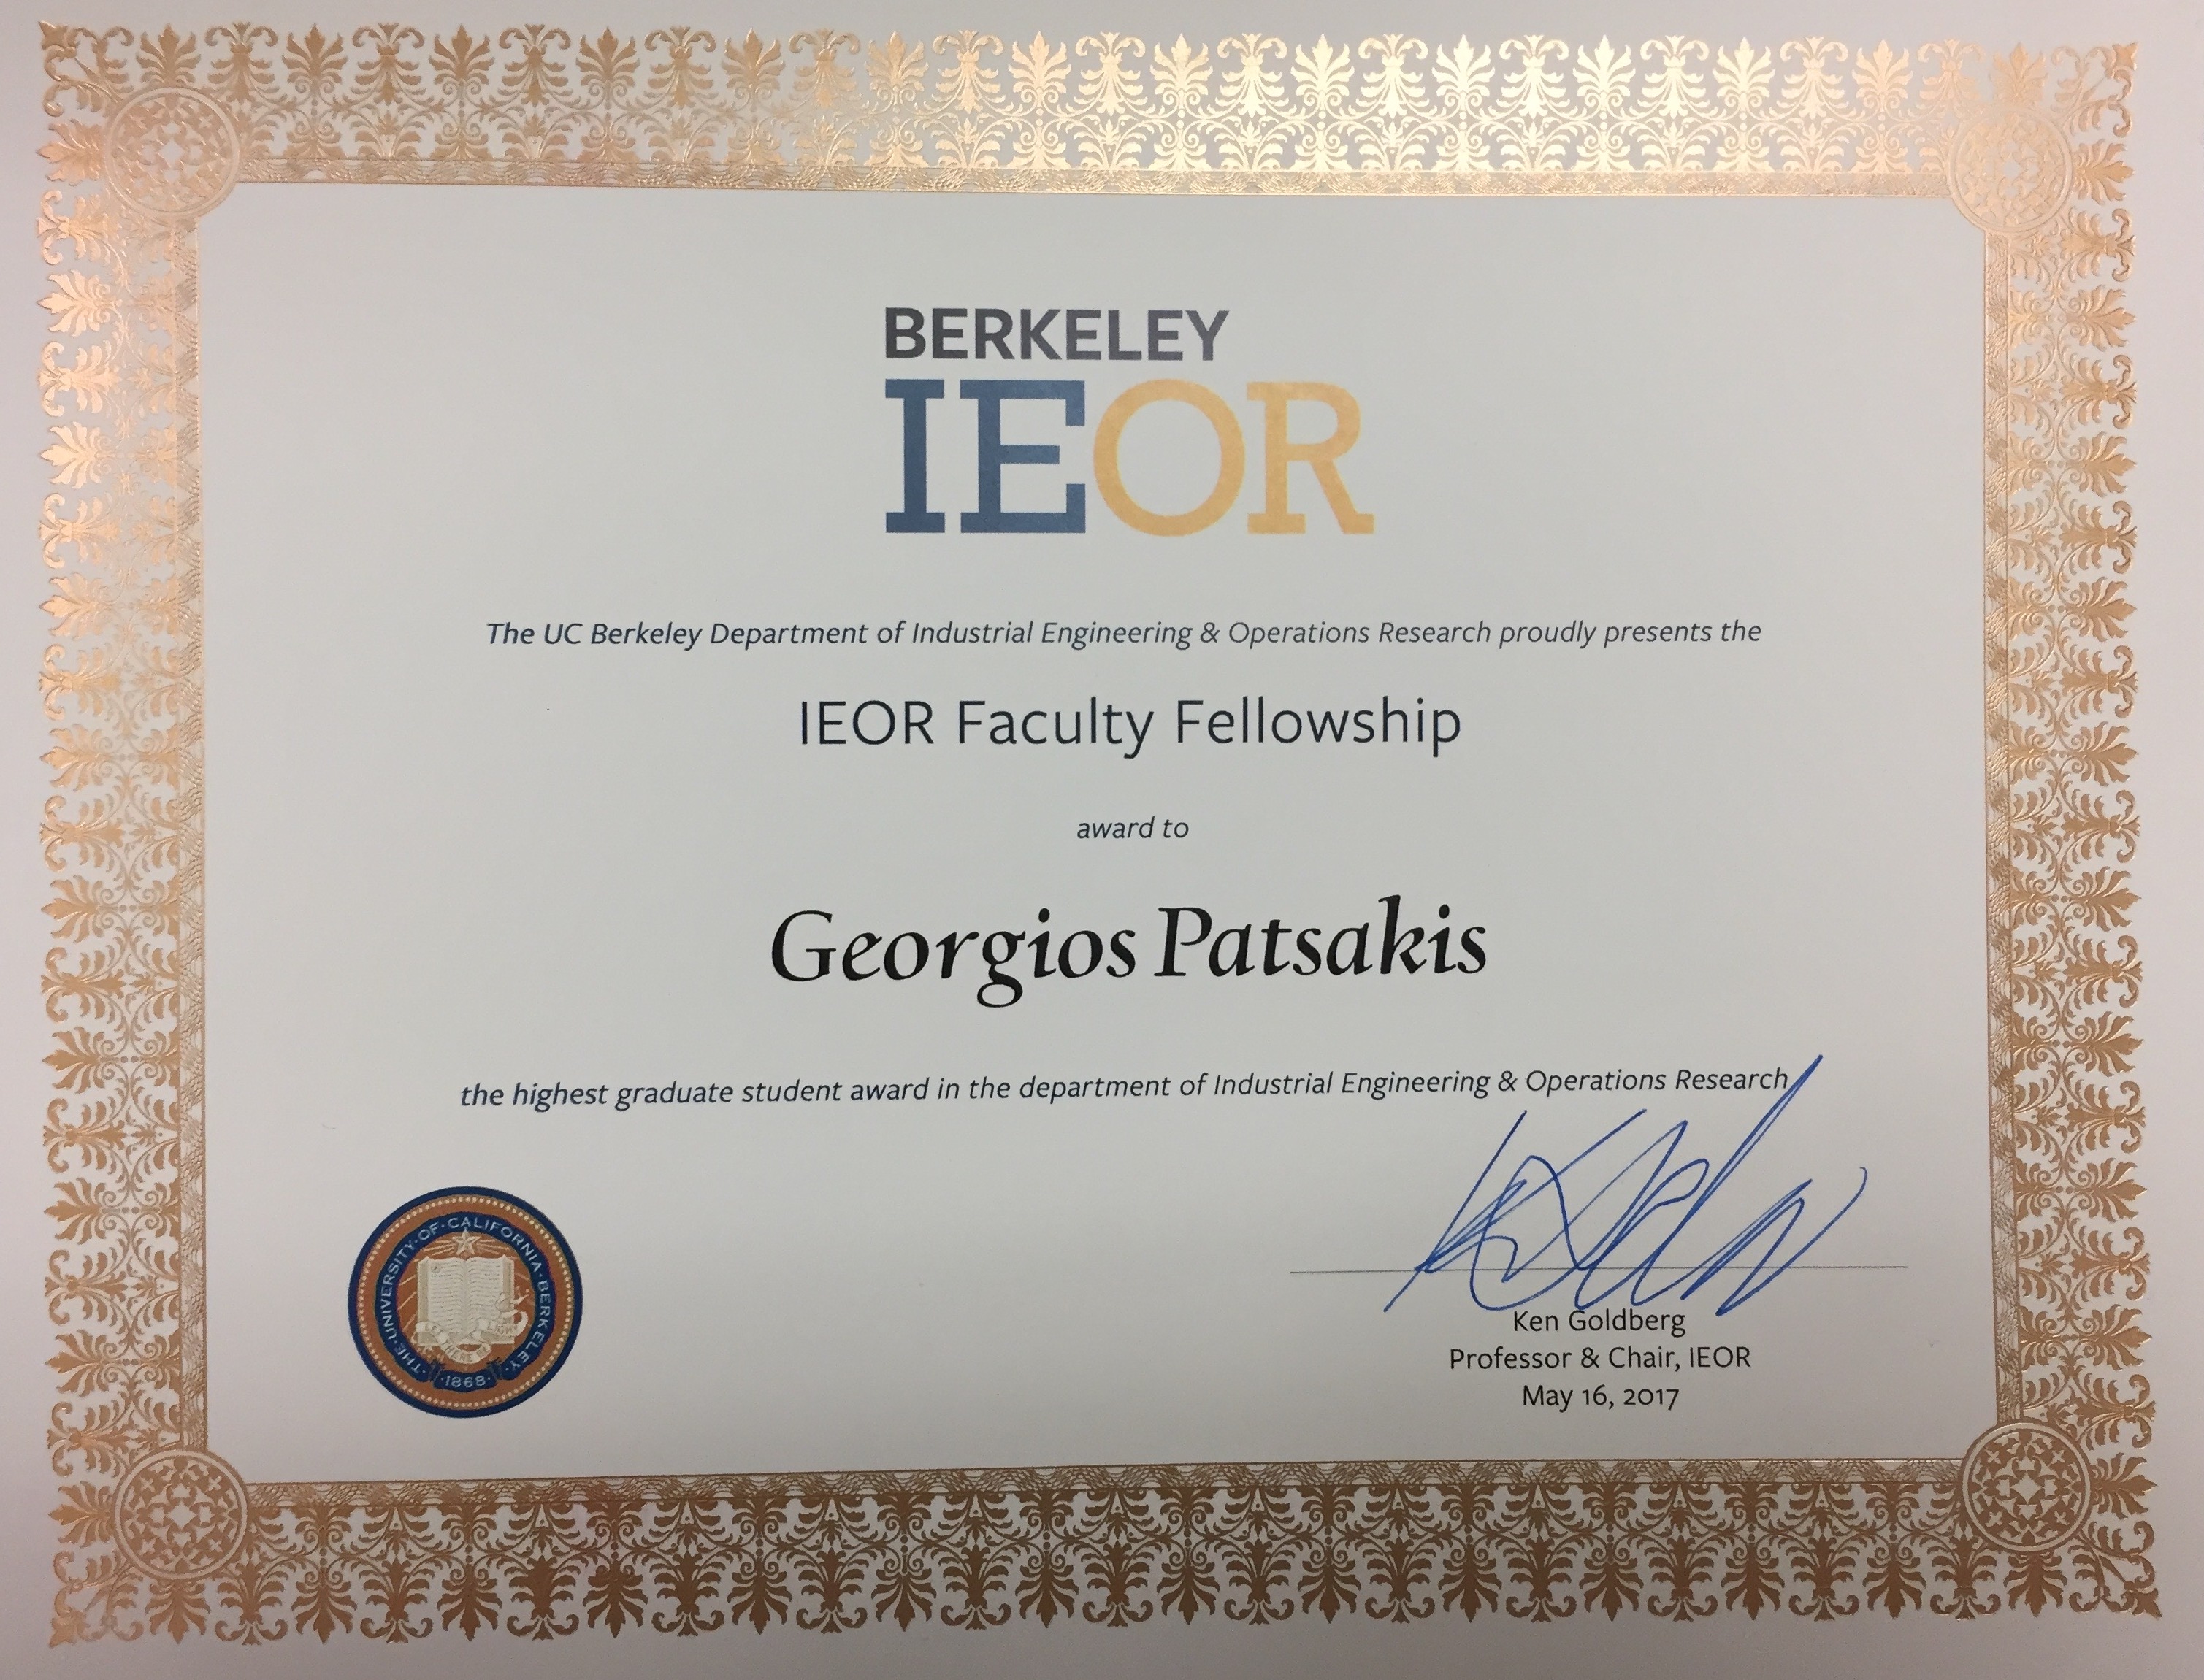 BERKELEY
IEOR
The UC Berkeley Department of Industrial Engineering & Operations Research proudly presents the
IEOR Faculty Fellowship
award to
Georgios Patsakis
the highest graduate student award in the department of Industrial Engineering & Operations Research
THE·UNIVERSITY·OF·CALIFORNIA·BERKELEY·
·1868·
Ken Goldberg
Professor & Chair, IEOR
May 16, 2017